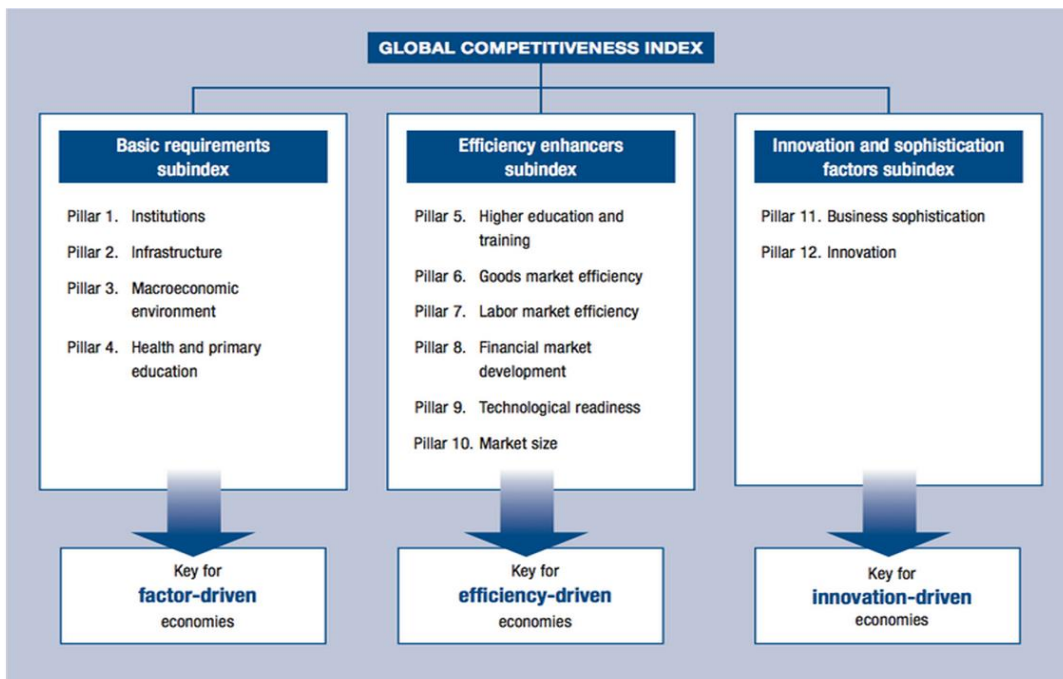 GLOBAL COMPETITIVENESS INDEX
Basic requirements
subindex
Pillar 1. Institutions
Pillar 2. Infrastructure
Pillar 3. Macroeconomic
environment
Pillar 4. Health and primary
education
Key for
factor-driven
economies
Efficiency enhancers
subindex
Pillar 5. Higher education and
training
Pillar 6. Goods market efficiency
Pillar 7. Labor market efficiency
Pillar 8. Financial market
development
Pillar 9. Technological readiness
Pillar 10. Market size
Key for
efficiency-driven
economies
Innovation and sophistication
factors subindex
Pillar 11. Business sophistication
Pillar 12. Innovation
Key for
innovation-driven
economies